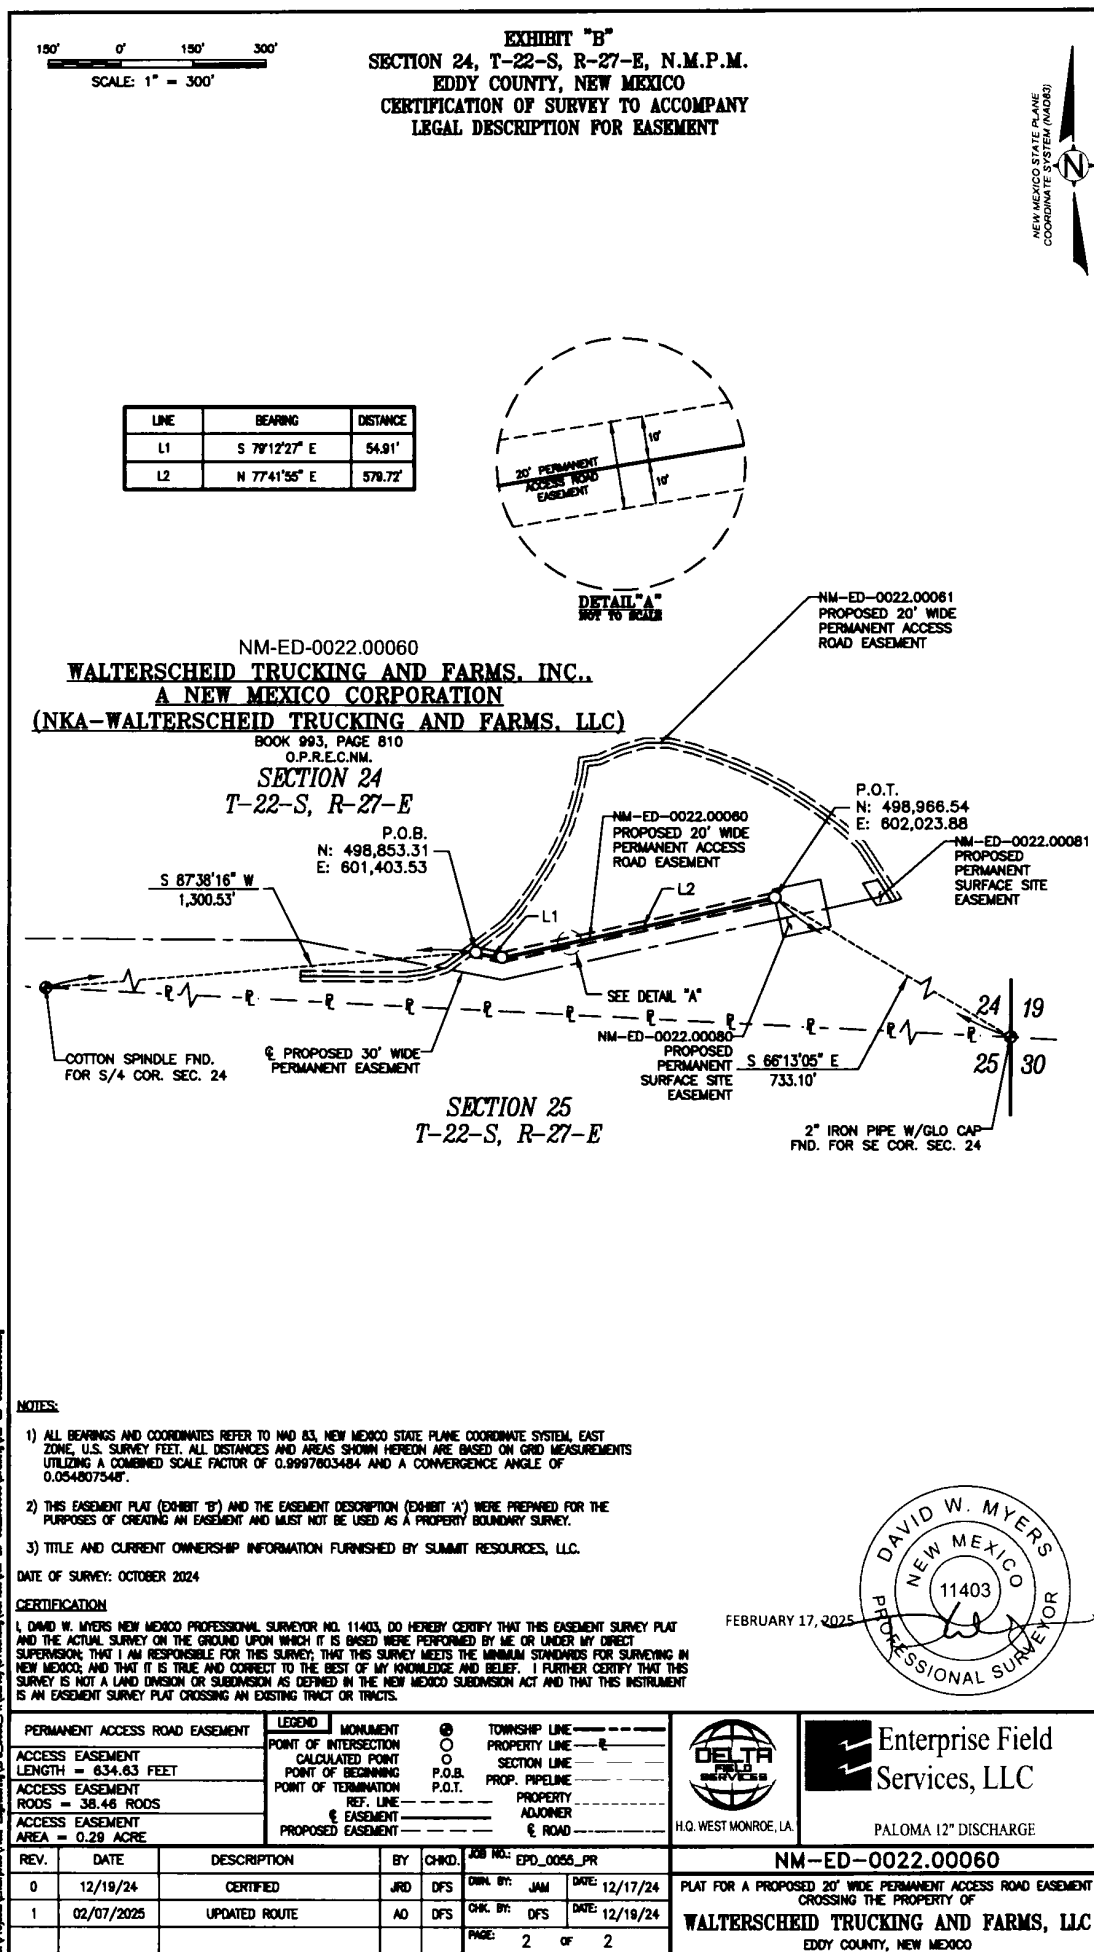 EXHIBIT "B"
SECTION 24, T-22-S, R-27-E, N.M.P.M.
EDDY COUNTY, NEW MEXICO
CERTIFICATION OF SURVEY TO ACCOMPANY
LEGAL DESCRIPTION FOR EASEMENT
150' 0' 150' 300'
SCALE: 1" = 300'
NEW MEXICO STATE PLANE
COORDINATE SYSTEM (NAD83)
N
LINE BEARING DISTANCE
L1 S 79°12'27" E 54.91'
L2 N 77°41'55" E 579.72'
10'
20' PERMANENT
ACCESS ROAD
EASEMENT
10'
DETAIL "A"
NOT TO SCALE
NM-ED-0022.00061
PROPOSED 20' WIDE
PERMANENT ACCESS
ROAD EASEMENT
NM-ED-0022.00060
WALTERSCHEID TRUCKING AND FARMS, INC.,
A NEW MEXICO CORPORATION
(NKA-WALTERSCHEID TRUCKING AND FARMS, LLC)
BOOK 993, PAGE 810
O.P.R.E.C.NM.
SECTION 24
T-22-S, R-27-E
P.O.B.
N: 498,853.31
E: 601,403.53
NM-ED-0022.00060
PROPOSED 20' WIDE
PERMANENT ACCESS
ROAD EASEMENT
P.O.T.
N: 498,966.54
E: 602,023.88
NM-ED-0022.00081
PROPOSED
PERMANENT
SURFACE SITE
EASEMENT
S 87°38'16" W
1,300.53'
L1
L2
SEE DETAIL "A"
24 19
25 30
COTTON SPINDLE FND.
FOR S/4 COR. SEC. 24
℄ PROPOSED 30' WIDE
PERMANENT EASEMENT
NM-ED-0022.00080
PROPOSED
PERMANENT
SURFACE SITE
EASEMENT
S 66°13'05" E
733.10'
SECTION 25
T-22-S, R-27-E
2" IRON PIPE W/GLO CAP
FND. FOR SE COR. SEC. 24
NOTES:
1) ALL BEARINGS AND COORDINATES REFER TO NAD 83, NEW MEXICO STATE PLANE COORDINATE SYSTEM, EAST
ZONE, U.S. SURVEY FEET. ALL DISTANCES AND AREAS SHOWN HEREON ARE BASED ON GRID MEASUREMENTS
UTILIZING A COMBINED SCALE FACTOR OF 0.9997603484 AND A CONVERGENCE ANGLE OF
0.054807548°.
2) THIS EASEMENT PLAT (EXHIBIT 'B') AND THE EASEMENT DESCRIPTION (EXHIBIT 'A') WERE PREPARED FOR THE
PURPOSES OF CREATING AN EASEMENT AND MUST NOT BE USED AS A PROPERTY BOUNDARY SURVEY.
3) TITLE AND CURRENT OWNERSHIP INFORMATION FURNISHED BY SUMMIT RESOURCES, LLC.
DATE OF SURVEY: OCTOBER 2024
CERTIFICATION
I, DAVID W. MYERS NEW MEXICO PROFESSIONAL SURVEYOR NO. 11403, DO HEREBY CERTIFY THAT THIS EASEMENT SURVEY PLAT
AND THE ACTUAL SURVEY ON THE GROUND UPON WHICH IT IS BASED WERE PERFORMED BY ME OR UNDER MY DIRECT
SUPERVISION; THAT I AM RESPONSIBLE FOR THIS SURVEY; THAT THIS SURVEY MEETS THE MINIMUM STANDARDS FOR SURVEYING IN
NEW MEXICO; AND THAT IT IS TRUE AND CORRECT TO THE BEST OF MY KNOWLEDGE AND BELIEF. I FURTHER CERTIFY THAT THIS
SURVEY IS NOT A LAND DIVISION OR SUBDIVISION AS DEFINED IN THE NEW MEXICO SUBDIVISION ACT AND THAT THIS INSTRUMENT
IS AN EASEMENT SURVEY PLAT CROSSING AN EXISTING TRACT OR TRACTS.
FEBRUARY 17, 2025
DAVID W. MYERS
NEW MEXICO
11403
PROFESSIONAL SURVEYOR
PERMANENT ACCESS ROAD EASEMENT
ACCESS EASEMENT
LENGTH = 634.63 FEET
ACCESS EASEMENT
RODS = 38.46 RODS
ACCESS EASEMENT
AREA = 0.29 ACRE
LEGEND
MONUMENT
POINT OF INTERSECTION
CALCULATED POINT
POINT OF BEGINNING P.O.B.
POINT OF TERMINATION P.O.T.
REF. LINE
℄ EASEMENT
PROPOSED EASEMENT
TOWNSHIP LINE
PROPERTY LINE
SECTION LINE
PROP. PIPELINE
PROPERTY
ADJOINER
℄ ROAD
DELTA
FIELD
SERVICES
H.Q. WEST MONROE, LA.
Enterprise Field
Services, LLC
PALOMA 12" DISCHARGE
REV. DATE DESCRIPTION BY CHKD.
0 12/19/24 CERTIFIED JRD DFS
1 02/07/2025 UPDATED ROUTE AO DFS
JOB NO.: EPD_0055_PR
DWN. BY: JAM DATE: 12/17/24
CHK. BY: DFS DATE: 12/19/24
PAGE: 2 OF 2
NM-ED-0022.00060
PLAT FOR A PROPOSED 20' WIDE PERMANENT ACCESS ROAD EASEMENT
CROSSING THE PROPERTY OF
WALTERSCHEID TRUCKING AND FARMS, LLC
EDDY COUNTY, NEW MEXICO